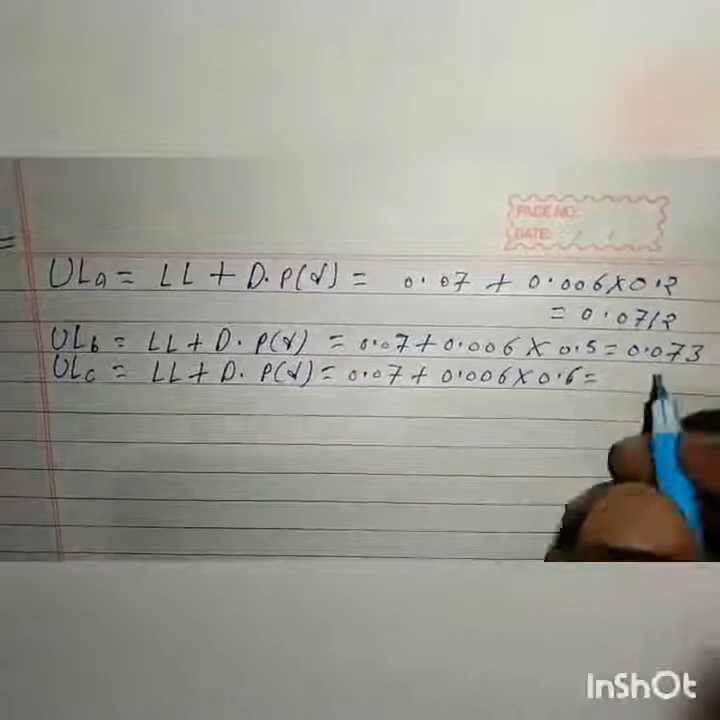 PAGE NO.
DATE:
=
ULa = LL + D. P(d) = 0.07 + 0.006 X 0.2
= 0.0712
ULb = LL + D. P(d) = 0.07 + 0.006 X 0.5 = 0.073
ULc = LL + D. P(d) = 0.07 + 0.006 X 0.6 =
InShOt